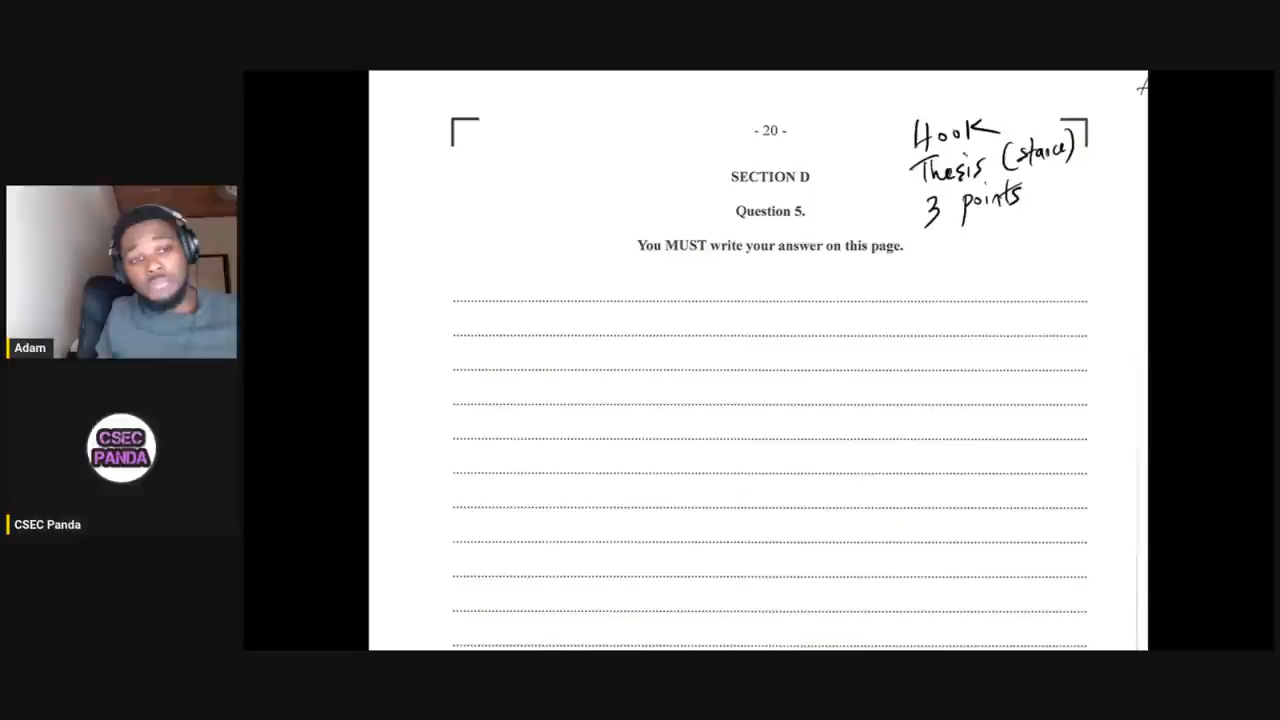 - 20 -
Hook
Thesis (stance)
3 points
SECTION D
Question 5.
You MUST write your answer on this page.
Adam
CSEC
PANDA
CSEC Panda